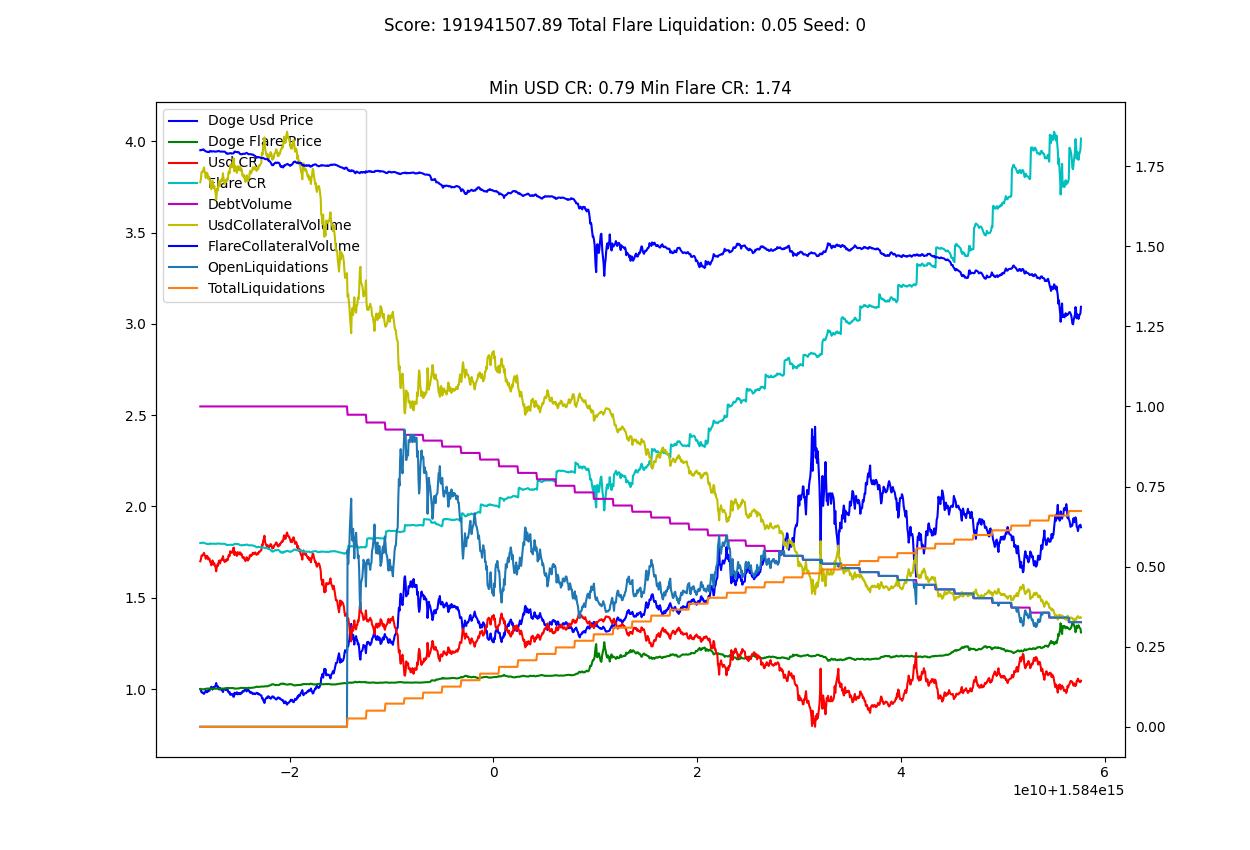 Score: 191941507.89 Total Flare Liquidation: 0.05 Seed: 0
Min USD CR: 0.79 Min Flare CR: 1.74
Doge Usd Price
Doge Flare Price
Usd CR
Flare CR
DebtVolume
UsdCollateralVolume
FlareCollateralVolume
OpenLiquidations
TotalLiquidations
4.0
3.5
3.0
2.5
2.0
1.5
1.0
1.75
1.50
1.25
1.00
0.75
0.50
0.25
0.00
−2 0 2 4 6
1e10+1.584e15